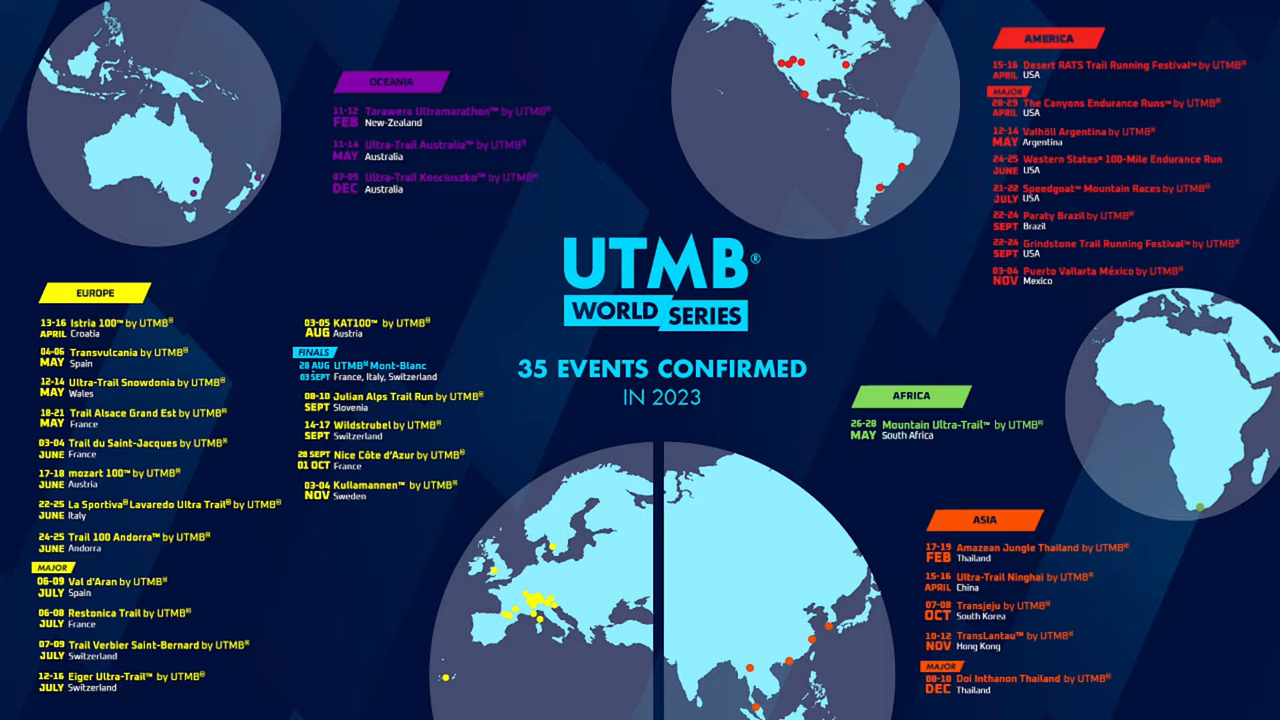 OCEANIA
11-12 FEB Tarawera Ultramarathon™ by UTMB®
New-Zealand
11-14 MAY Ultra-Trail Australia™ by UTMB®
Australia
07-09 DEC Ultra-Trail Kosciuszko™ by UTMB®
Australia
AMERICA
15-16 APRIL Desert RATS Trail Running Festival™ by UTMB®
USA
MAJOR
28-29 APRIL The Canyons Endurance Runs™ by UTMB®
USA
12-14 MAY Valhöll Argentina by UTMB®
Argentina
24-25 JUNE Western States® 100-Mile Endurance Run
USA
21-22 JULY Speedgoat™ Mountain Races by UTMB®
USA
22-24 SEPT Paraty Brazil by UTMB®
Brazil
22-24 SEPT Grindstone Trail Running Festival™ by UTMB®
USA
03-04 NOV Puerto Vallarta México by UTMB®
Mexico
UTMB®
WORLD SERIES
35 EVENTS CONFIRMED
IN 2023
EUROPE
13-16 APRIL Istria 100™ by UTMB®
Croatia
04-06 MAY Transvulcania by UTMB®
Spain
12-14 MAY Ultra-Trail Snowdonia by UTMB®
Wales
18-21 MAY Trail Alsace Grand Est by UTMB®
France
03-04 JUNE Trail du Saint-Jacques by UTMB®
France
17-18 JUNE mozart 100™ by UTMB®
Austria
22-25 JUNE La Sportiva® Lavaredo Ultra Trail® by UTMB®
Italy
24-25 JUNE Trail 100 Andorra™ by UTMB®
Andorra
MAJOR
06-09 JULY Val d'Aran by UTMB®
Spain
06-08 JULY Restonica Trail by UTMB®
France
07-09 JULY Trail Verbier Saint-Bernard by UTMB®
Switzerland
12-16 JULY Eiger Ultra-Trail™ by UTMB®
Switzerland
03-05 AUG KAT100™ by UTMB®
Austria
FINALS
28 AUG 03 SEPT UTMB® Mont-Blanc
France, Italy, Switzerland
08-10 SEPT Julian Alps Trail Run by UTMB®
Slovenia
14-17 SEPT Wildstrubel by UTMB®
Switzerland
28 SEPT 01 OCT Nice Côte d'Azur by UTMB®
France
03-04 NOV Kullamannen™ by UTMB®
Sweden
AFRICA
26-28 MAY Mountain Ultra-Trail™ by UTMB®
South Africa
ASIA
17-19 FEB Amazean Jungle Thailand by UTMB®
Thailand
15-16 APRIL Ultra-Trail Ninghai by UTMB®
China
07-08 OCT Transjeju by UTMB®
South Korea
10-12 NOV TransLantau™ by UTMB®
Hong Kong
MAJOR
08-10 DEC Doi Inthanon Thailand by UTMB®
Thailand